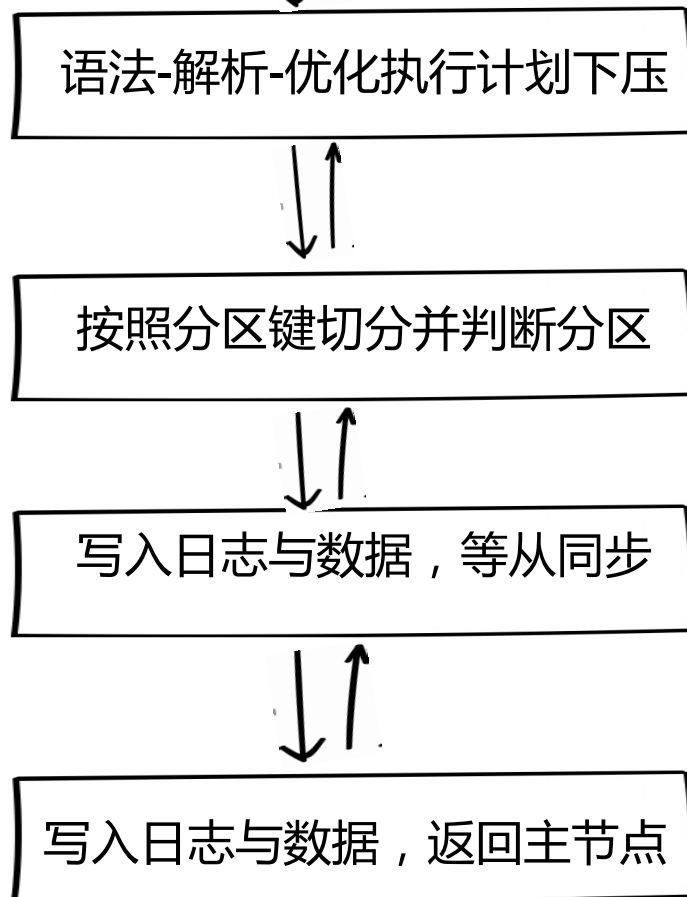 语法-解析-优化执行计划下压
按照分区键切分并判断分区
写入日志与数据，等从同步
写入日志与数据，返回主节点